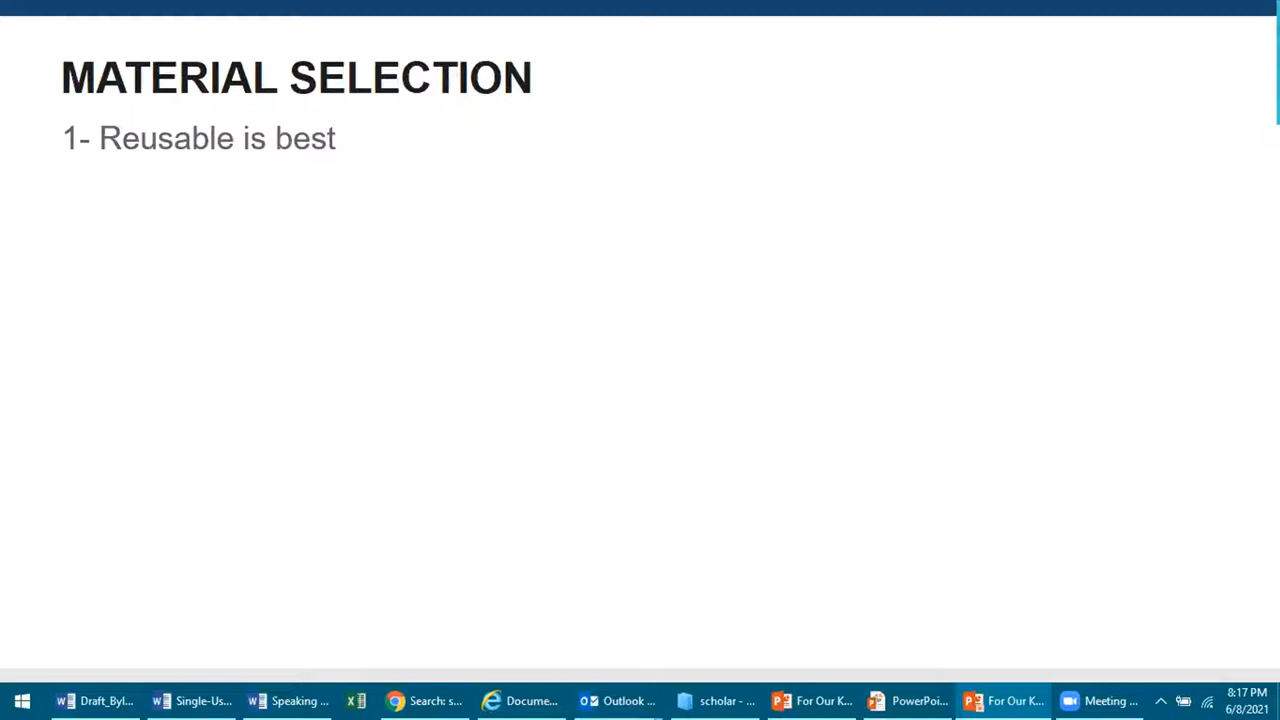 MATERIAL SELECTION
1- Reusable is best
Draft_Byl... Single-Us... Speaking ... Search: s... Docume... Outlook ... scholar - ... For Our K... PowerPoi... For Our K... Meeting ... 8:17 PM
6/8/2021